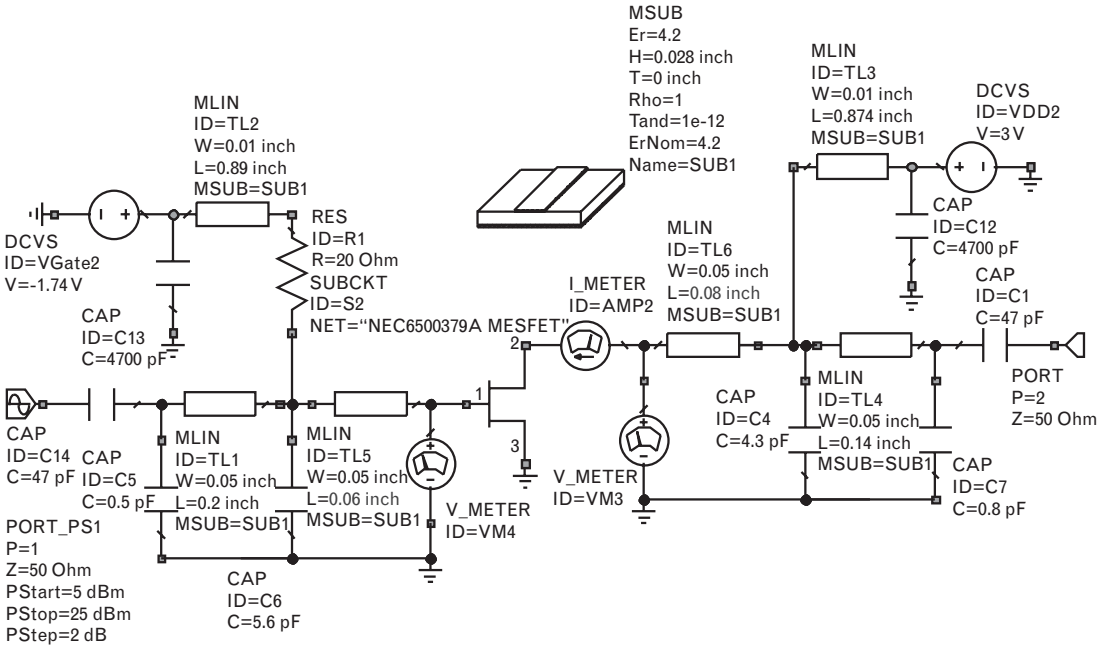 MSUB
Er=4.2
H=0.028 inch
T=0 inch
Rho=1
Tand=1e-12
ErNom=4.2
Name=SUB1
MLIN
ID=TL3
W=0.01 inch
L=0.874 inch
MSUB=SUB1
DCVS
ID=VDD2
V=3V
MLIN
ID=TL2
W=0.01 inch
L=0.89 inch
MSUB=SUB1
DCVS
ID=VGate2
V=-1.74 V
RES
ID=R1
R=20 Ohm
SUBCKT
ID=S2
NET="NEC6500379A MESFET"
CAP
ID=C13
C=4700 pF
I_METER
ID=AMP2
MLIN
ID=TL6
W=0.05 inch
L=0.08 inch
MSUB=SUB1
CAP
ID=C12
C=4700 pF
CAP
ID=C1
C=47 pF
2
1
3
PORT
P=2
Z=50 Ohm
CAP
ID=C14
C=47 pF
CAP
ID=C5
C=0.5 pF
MLIN
ID=TL1
W=0.05 inch
L=0.2 inch
MSUB=SUB1
MLIN
ID=TL5
W=0.05 inch
L=0.06 inch
MSUB=SUB1
V_METER
ID=VM4
V_METER
ID=VM3
CAP
ID=C4
C=4.3 pF
MLIN
ID=TL4
W=0.05 inch
L=0.14 inch
MSUB=SUB1
CAP
ID=C7
C=0.8 pF
PORT_PS1
P=1
Z=50 Ohm
PStart=5 dBm
PStop=25 dBm
PStep=2 dB
CAP
ID=C6
C=5.6 pF